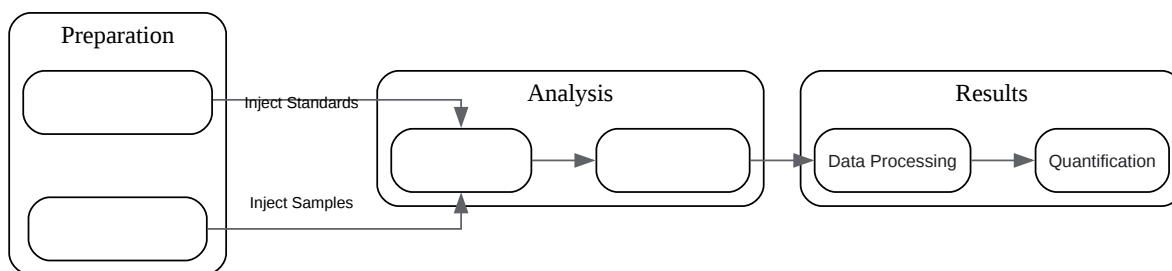 Preparation
Inject Standards
Inject Samples
Analysis
Results
Data Processing
Quantification